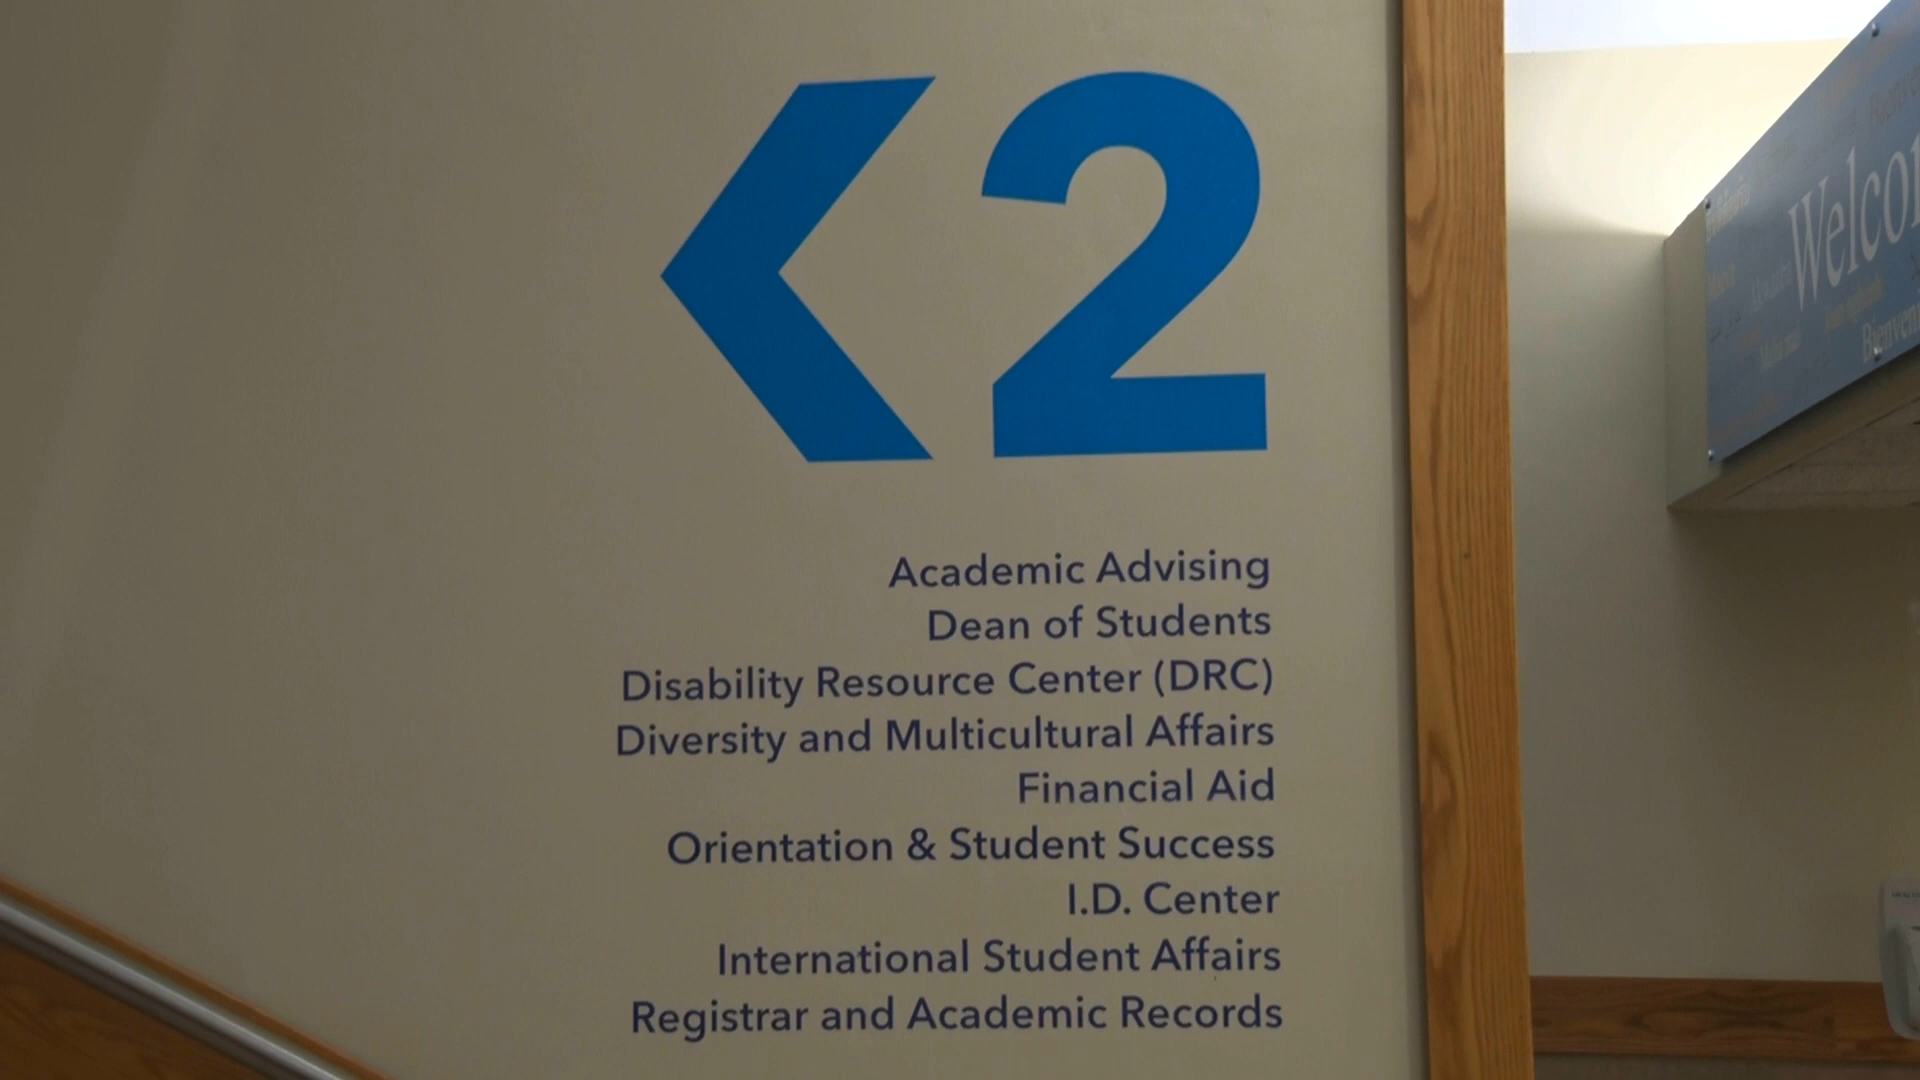 2
Academic Advising
Dean of Students
Disability Resource Center (DRC)
Diversity and Multicultural Affairs
Financial Aid
Orientation & Student Success
I.D. Center
International Student Affairs
Registrar and Academic Records